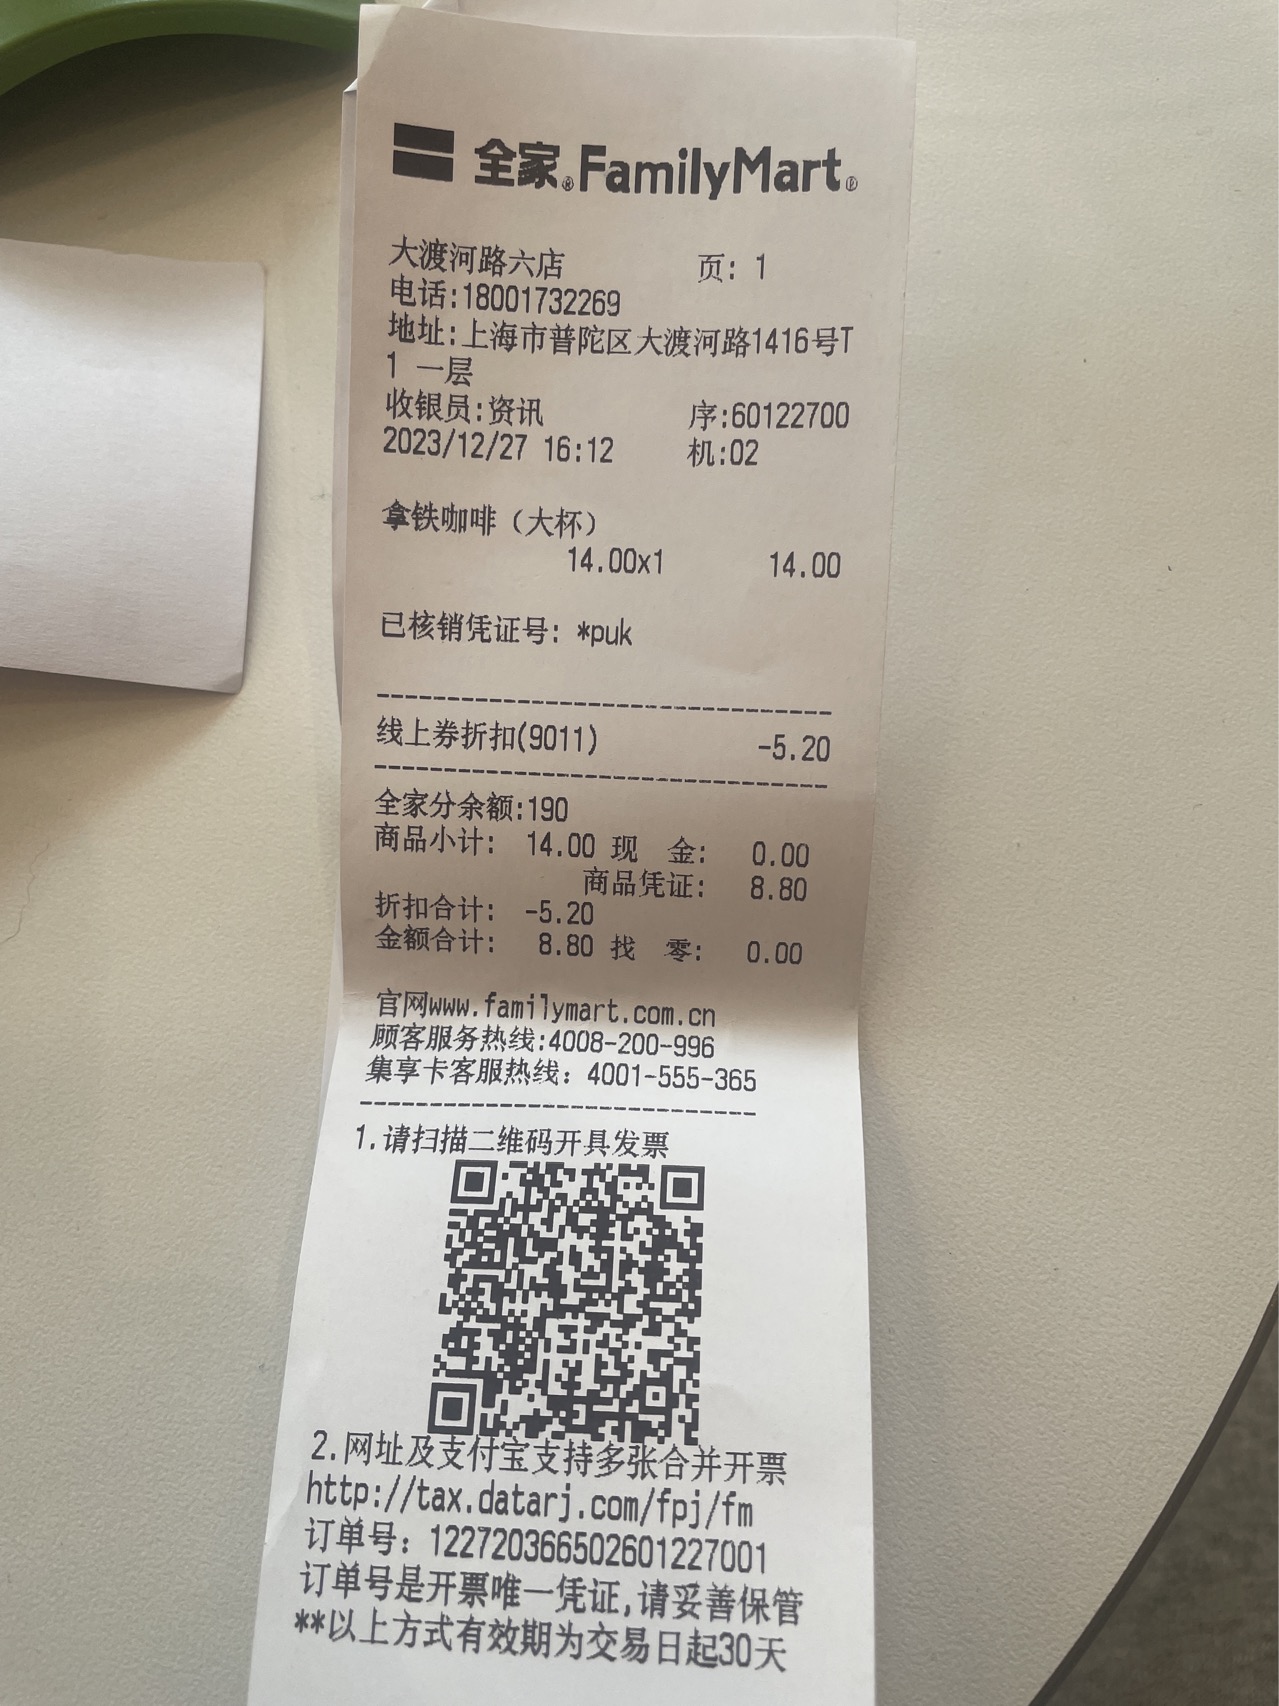 全家® FamilyMart®
大渡河路六店 页: 1
电话:18001732269
地址:上海市普陀区大渡河路1416号T
1 一层
收银员:资讯 序:60122700
2023/12/27 16:12 机:02
拿铁咖啡（大杯）
14.00x1 14.00
已核销凭证号: *puk
线上券折扣(9011) -5.20
全家分余额:190
商品小计: 14.00 现 金: 0.00
商品凭证: 8.80
折扣合计: -5.20
金额合计: 8.80 找 零: 0.00
官网www.familymart.com.cn
顾客服务热线:4008-200-996
集享卡客服热线：4001-555-365
1.请扫描二维码开具发票
2.网址及支付宝支持多张合并开票
http://tax.datarj.com/fpj/fm
订单号：122720366502601227001
订单号是开票唯一凭证,请妥善保管
**以上方式有效期为交易日起30天